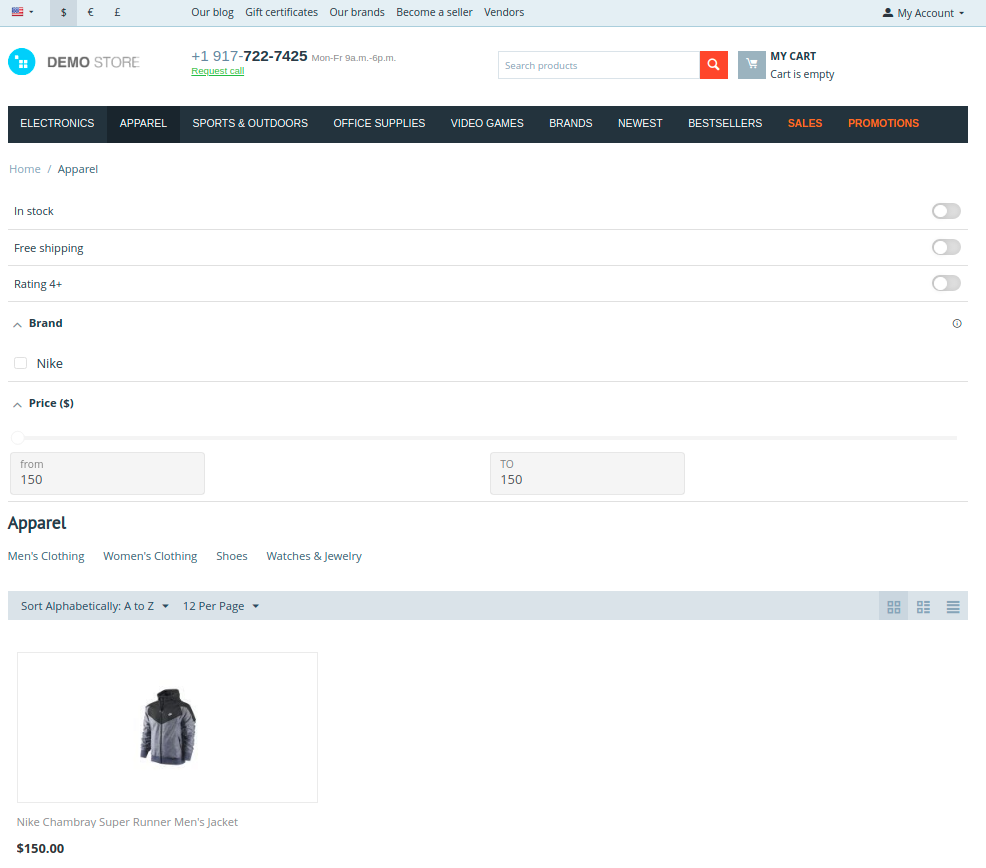 $ € £ Our blog Gift certificates Our brands Become a seller Vendors My Account
DEMO STORE
+1 917-722-7425 Mon-Fr 9a.m.-6p.m.
Request call
Search products
MY CART
Cart is empty
ELECTRONICS APPAREL SPORTS & OUTDOORS OFFICE SUPPLIES VIDEO GAMES BRANDS NEWEST BESTSELLERS SALES PROMOTIONS
Home / Apparel
In stock
Free shipping
Rating 4+
Brand
Nike
Price ($)
from
150
TO
150
Apparel
Men's Clothing Women's Clothing Shoes Watches & Jewelry
Sort Alphabetically: A to Z 12 Per Page
Nike Chambray Super Runner Men's Jacket
$150.00